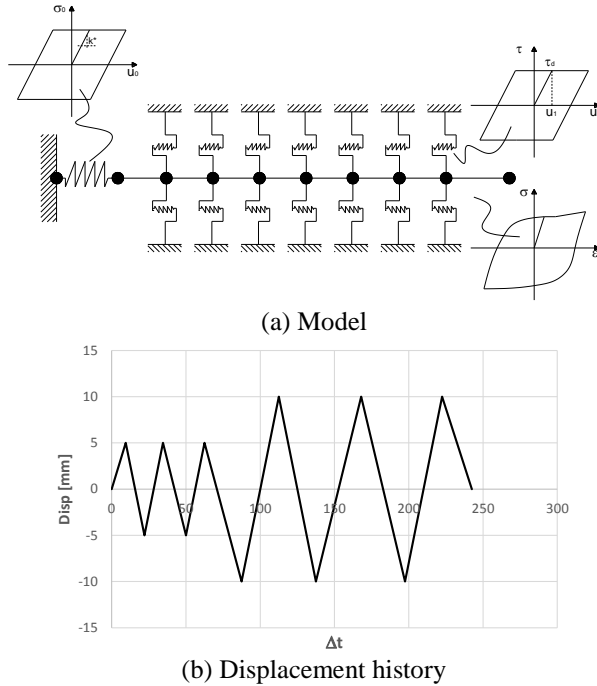 σ₀
k*
u₀
τ
τd
u₁
u
σ
ε
(a) Model
15
10
5
0
-5
-10
-15
Disp [mm]
0 50 100 150 200 250 300
Δt
(b) Displacement history